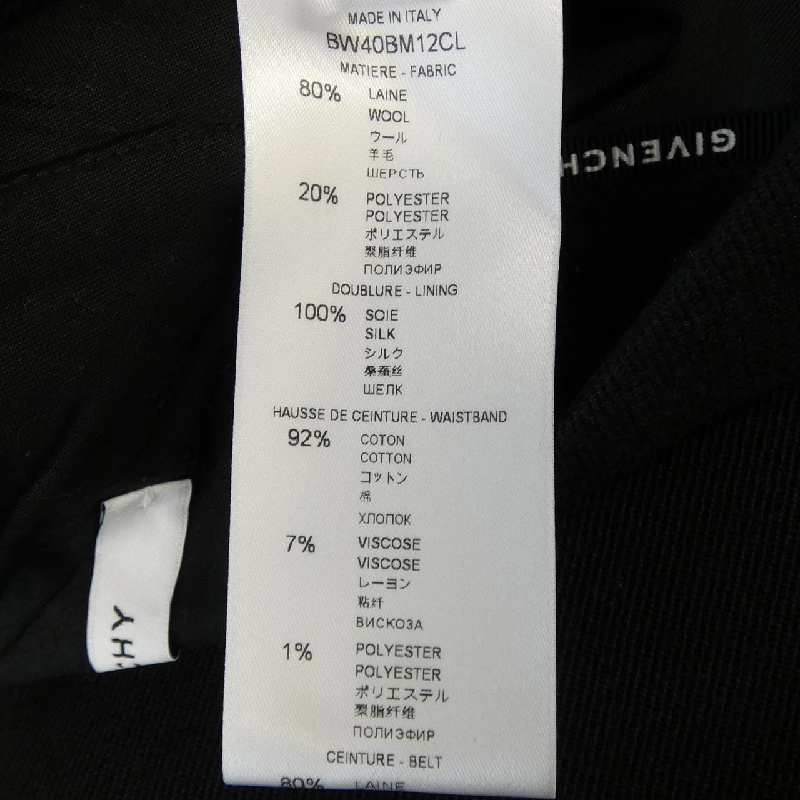 MADE IN ITALY
BW40BM12CL
MATIERE - FABRIC
80% LAINE
WOOL
ウール
羊毛
ШЕРСТЬ
20% POLYESTER
POLYESTER
ポリエステル
聚脂纤维
ПОЛИЭФИР
DOUBLURE - LINING
100% SOIE
SILK
シルク
桑蚕丝
ШЕЛК
HAUSSE DE CEINTURE - WAISTBAND
92% COTON
COTTON
コットン
棉
ХЛОПОК
7% VISCOSE
VISCOSE
レーヨン
粘纤
ВИСКОЗА
1% POLYESTER
POLYESTER
ポリエステル
聚脂纤维
ПОЛИЭФИР
CEINTURE - BELT
80% LAINE
GIVENCH
CHY